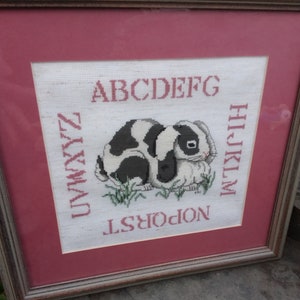 ABCDEFG
HIJKLM
NOPQRST
UVWXYZ